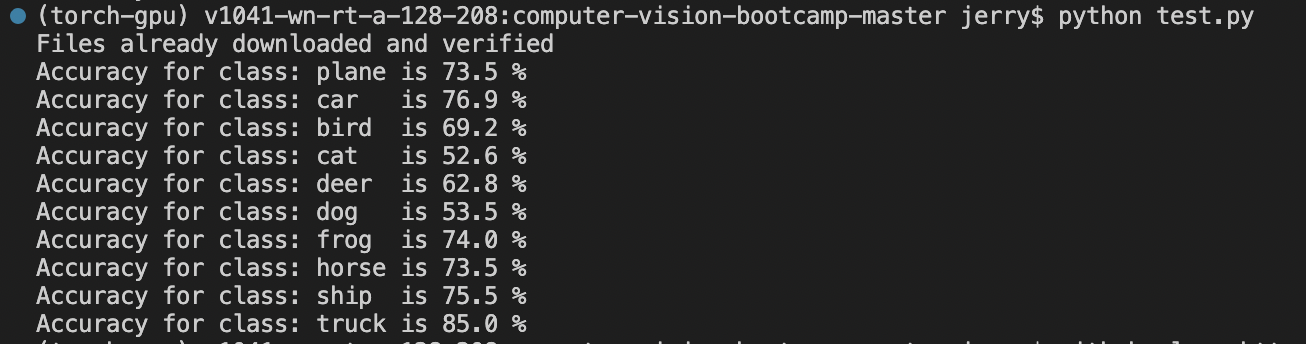 (torch-gpu) v1041-wn-rt-a-128-208:computer-vision-bootcamp-master jerry$ python test.py
Files already downloaded and verified
Accuracy for class: plane is 73.5 %
Accuracy for class: car   is 76.9 %
Accuracy for class: bird  is 69.2 %
Accuracy for class: cat   is 52.6 %
Accuracy for class: deer  is 62.8 %
Accuracy for class: dog   is 53.5 %
Accuracy for class: frog  is 74.0 %
Accuracy for class: horse is 73.5 %
Accuracy for class: ship  is 75.5 %
Accuracy for class: truck is 85.0 %